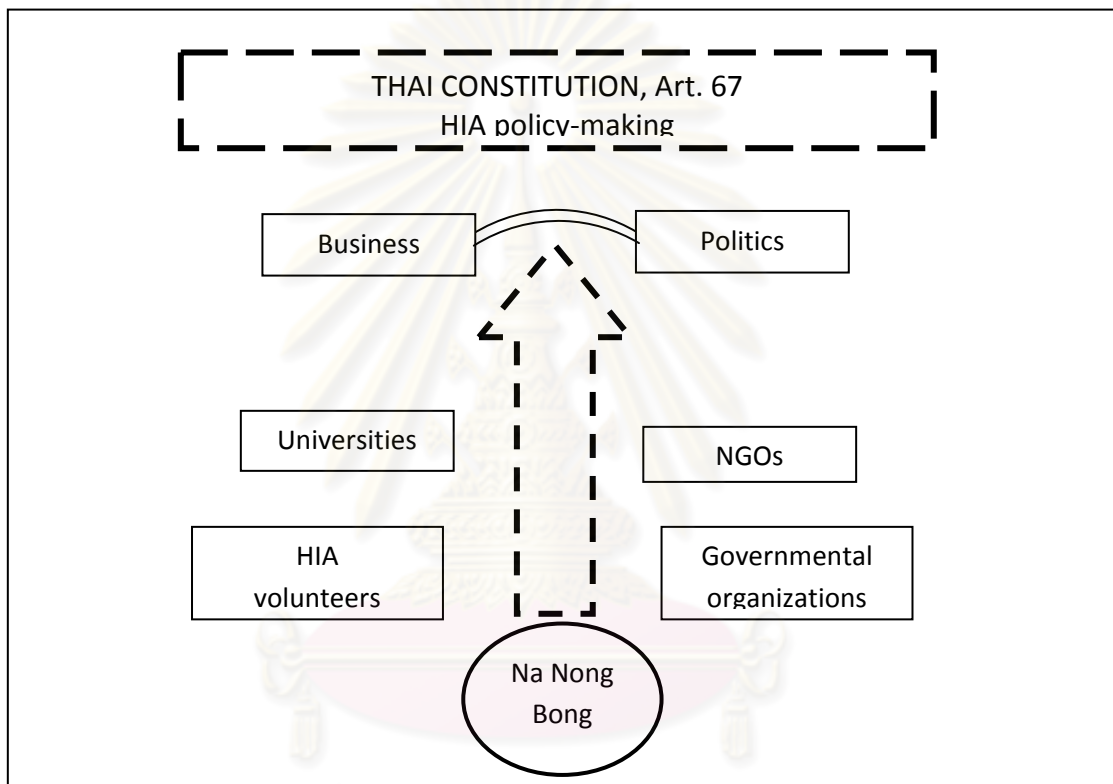 THAI CONSTITUTION, Art. 67
HIA policy-making
Business
Politics
Universities
NGOs
HIA
volunteers
Governmental
organizations
Na Nong
Bong